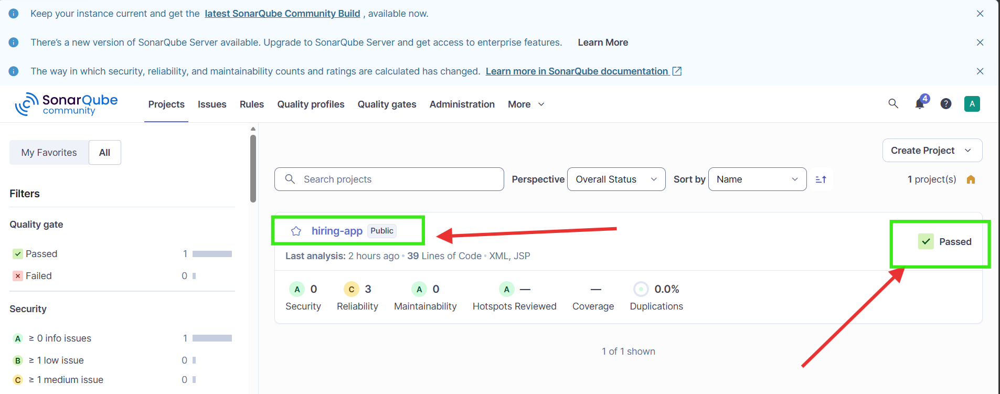 Keep your instance current and get the latest SonarQube Community Build , available now.
There's a new version of SonarQube Server available. Upgrade to SonarQube Server and get access to enterprise features. Learn More
The way in which security, reliability, and maintainability counts and ratings are calculated has changed. Learn more in SonarQube documentation
SonarQube community Projects Issues Rules Quality profiles Quality gates Administration More 4 ? A
My Favorites All
Filters
Quality gate
Passed 1
Failed 0
Security
A ≥ 0 info issues 1
B ≥ 1 low issue 0
C ≥ 1 medium issue 0
Create Project
Search projects Perspective Overall Status Sort by Name 1 project(s)
hiring-app Public Passed
Last analysis: 2 hours ago • 39 Lines of Code • XML, JSP
A 0 C 3 A 0 A — — 0.0%
Security Reliability Maintainability Hotspots Reviewed Coverage Duplications
1 of 1 shown